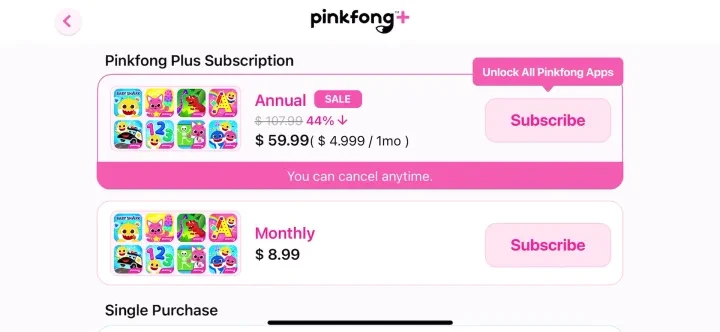 pinkfong+
Pinkfong Plus Subscription
Unlock All Pinkfong Apps
Annual SALE
$ 107.99 44% ↓
$ 59.99( $ 4.999 / 1mo )
Subscribe
You can cancel anytime.
Monthly
$ 8.99
Subscribe
Single Purchase